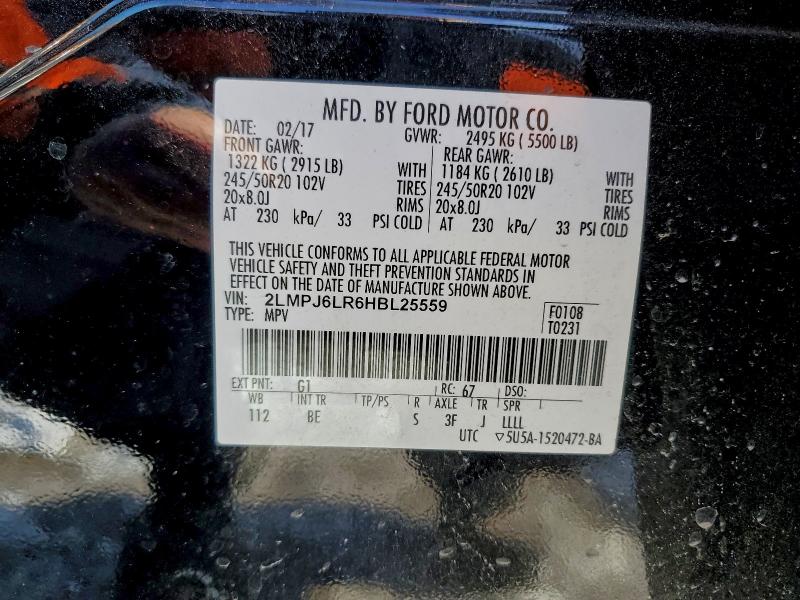 MFD. BY FORD MOTOR CO.
DATE: 02/17 GVWR: 2495 KG ( 5500 LB)
FRONT GAWR: REAR GAWR:
1322 KG ( 2915 LB) WITH 1184 KG ( 2610 LB) WITH
245/50R20 102V TIRES 245/50R20 102V TIRES
20x8.0J RIMS 20x8.0J RIMS
AT 230 kPa/ 33 PSI COLD AT 230 kPa/ 33 PSI COLD
THIS VEHICLE CONFORMS TO ALL APPLICABLE FEDERAL MOTOR
VEHICLE SAFETY AND THEFT PREVENTION STANDARDS IN
EFFECT ON THE DATE OF MANUFACTURE SHOWN ABOVE.
VIN: 2LMPJ6LR6HBL25559 F0108
TYPE: MPV T0231
EXT PNT: G1 RC: 67 DSO:
WB INT TR TP/PS R AXLE TR SPR
112 BE S 3F J LLLL
UTC ▽5U5A-1520472-BA